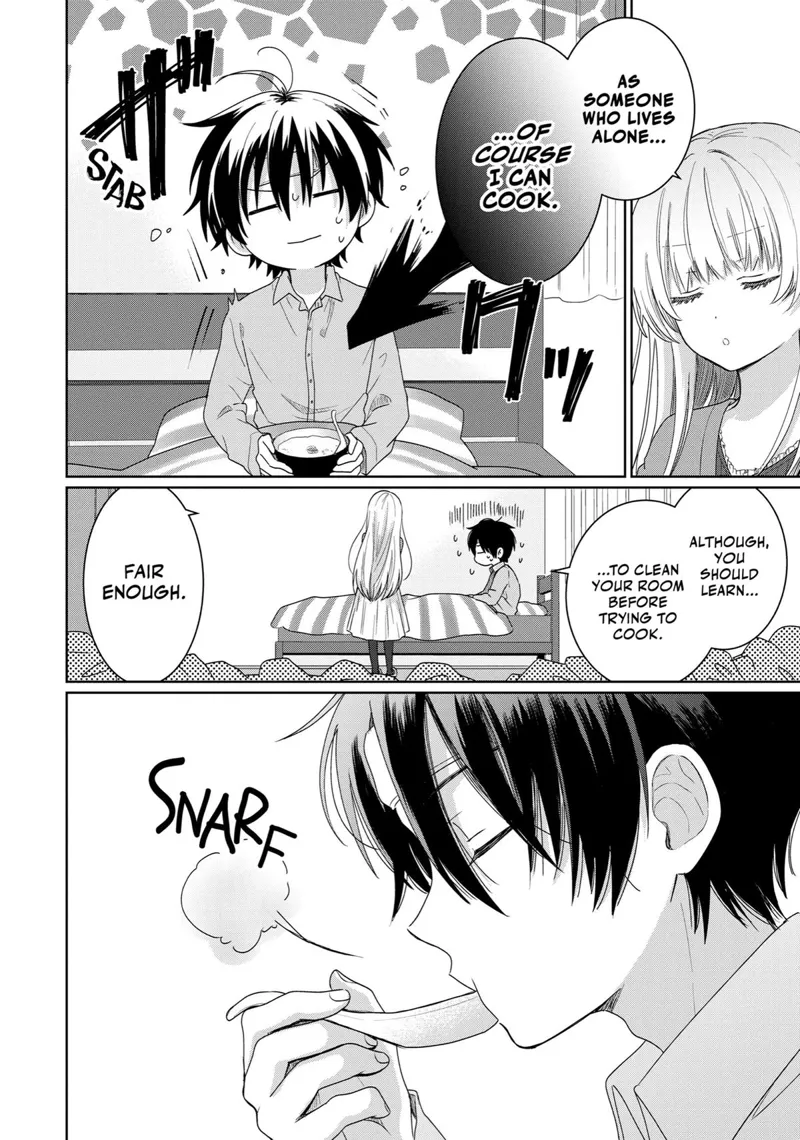 AS
SOMEONE
WHO LIVES
ALONE...
...OF
COURSE
I CAN
COOK.
STAB
ALTHOUGH,
YOU
SHOULD
LEARN...
...TO CLEAN
YOUR ROOM
BEFORE
TRYING TO
COOK.
FAIR
ENOUGH.
SNARF